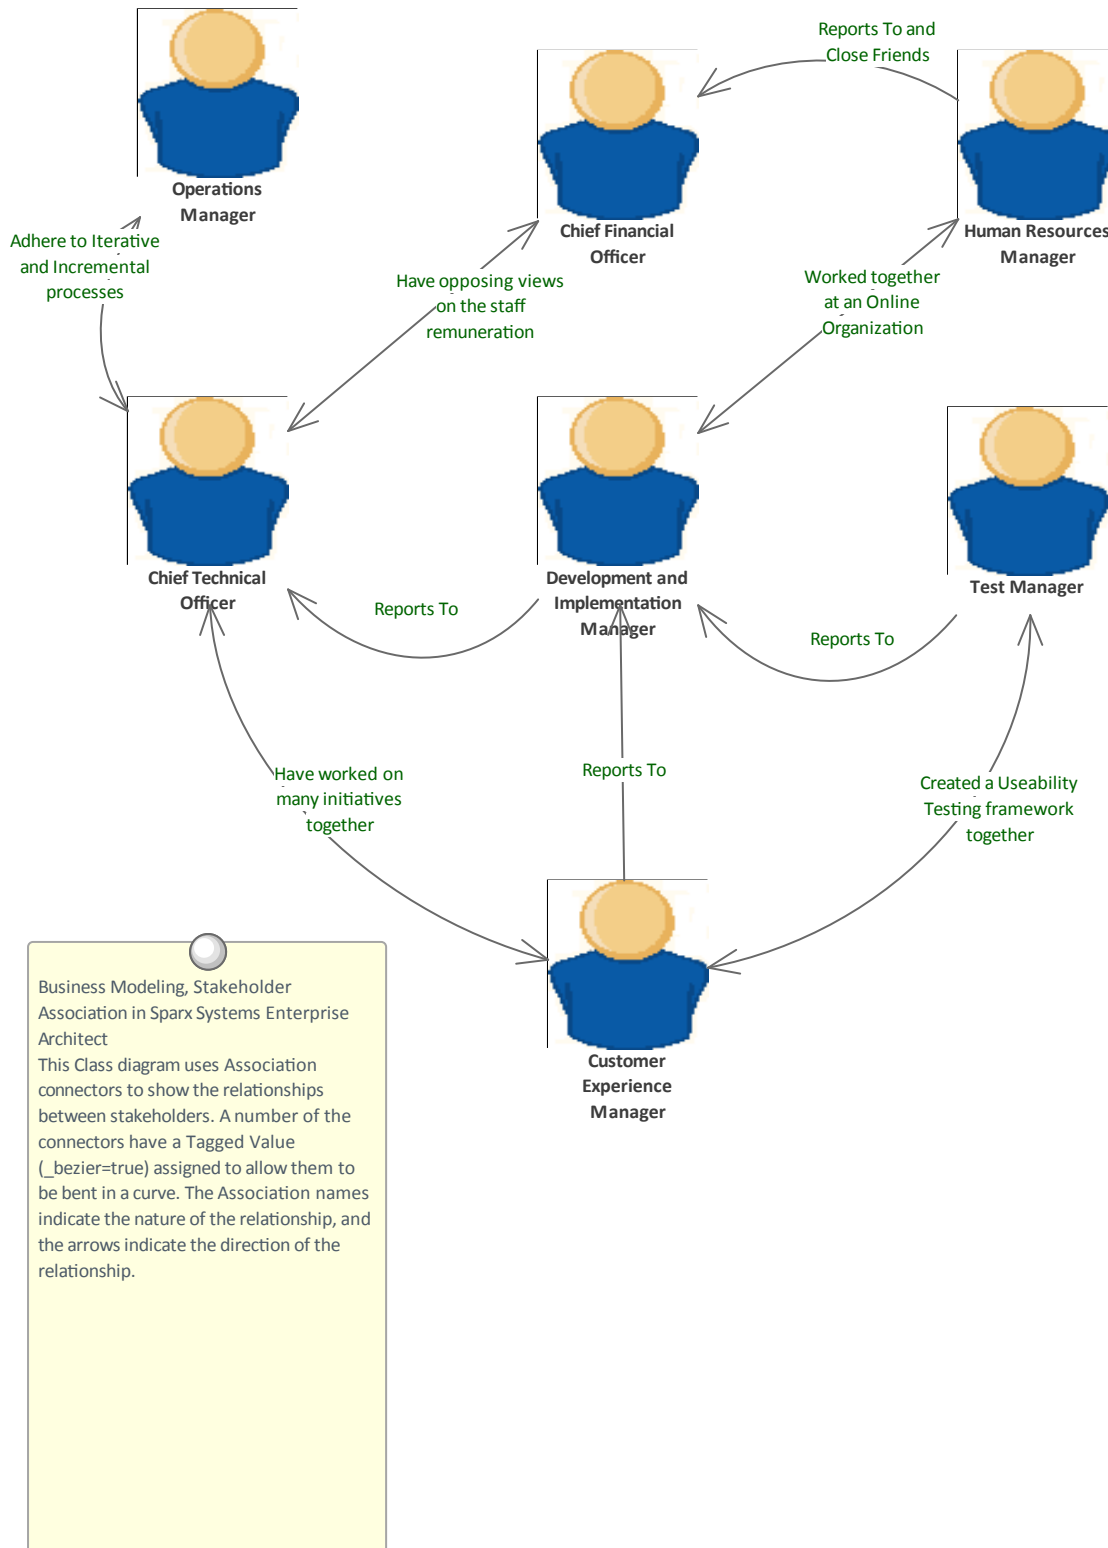 Reports To and
Close Friends
Operations
Manager
Chief Financial
Officer
Human Resources
Manager
Adhere to Iterative
and Incremental
processes
Have opposing views
on the staff
remuneration
Worked together
at an Online
Organization
Chief Technical
Officer
Development and
Implementation
Manager
Test Manager
Reports To
Reports To
Have worked on
many initiatives
together
Reports To
Created a Useability
Testing framework
together
Customer
Experience
Manager
Business Modeling, Stakeholder
Association in Sparx Systems Enterprise
Architect
This Class diagram uses Association
connectors to show the relationships
between stakeholders. A number of the
connectors have a Tagged Value
(_bezier=true) assigned to allow them to
be bent in a curve. The Association names
indicate the nature of the relationship, and
the arrows indicate the direction of the
relationship.